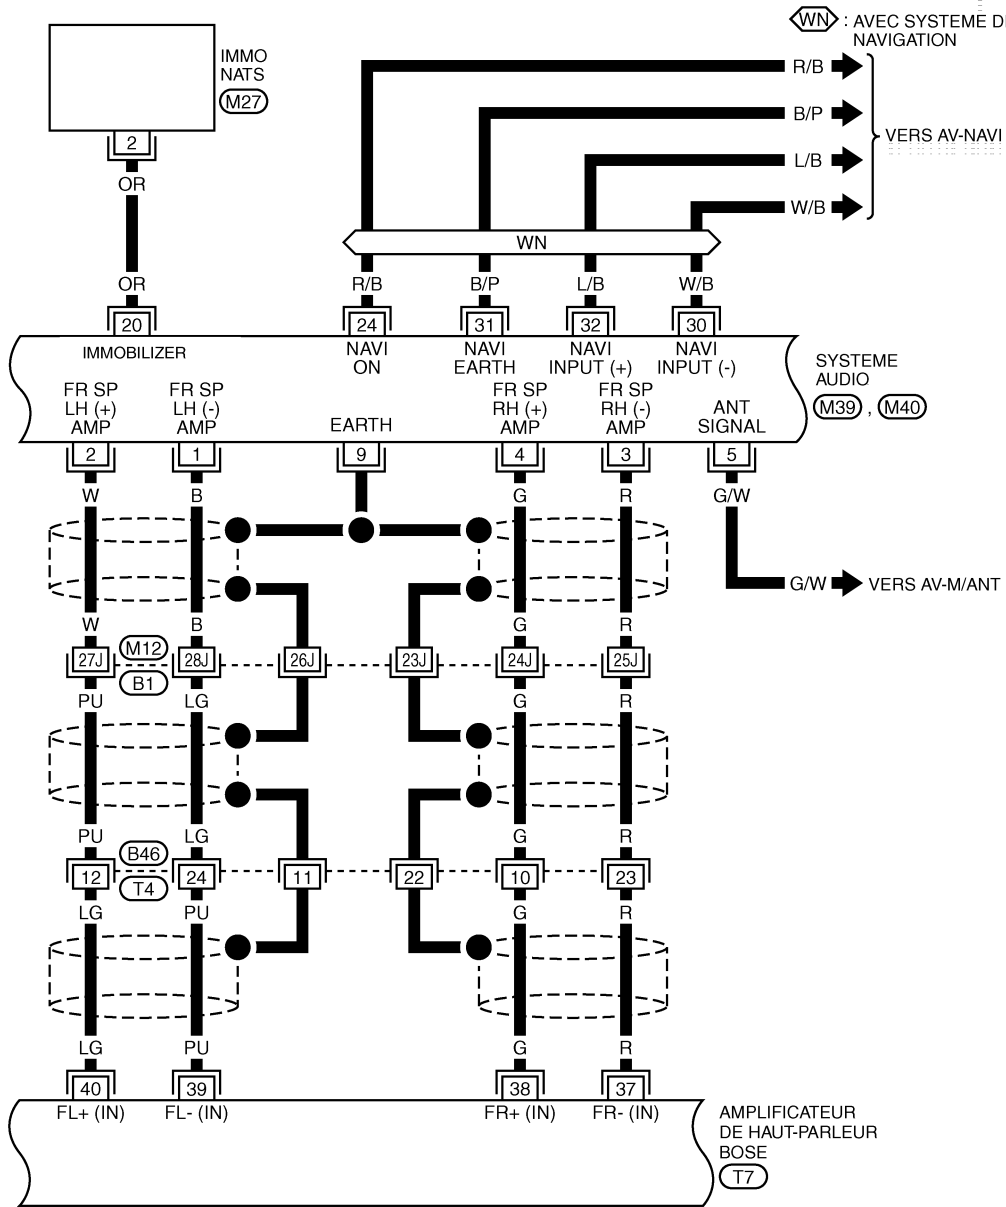 WN : AVEC SYSTEME D
NAVIGATION
IMMO
NATS
M27
2
OR
OR
20
R/B
B/P
L/B
W/B
VERS AV-NAVI
WN
R/B B/P L/B W/B
24 31 32 30
IMMOBILIZER
NAVI
ON
NAVI
EARTH
NAVI
INPUT (+)
NAVI
INPUT (-)
SYSTEME
AUDIO
M39 , M40
FR SP
LH (+)
AMP
FR SP
LH (-)
AMP
EARTH
FR SP
RH (+)
AMP
FR SP
RH (-)
AMP
ANT
SIGNAL
2 1 9 4 3 5
W B G R G/W
G/W VERS AV-M/ANT
W B G R
27J M12 28J 26J 23J 24J 25J
B1
PU LG G R
PU LG G R
B46
12 24 11 22 10 23
T4
LG PU G R
LG PU G R
40 39 38 37
FL+ (IN) FL- (IN) FR+ (IN) FR- (IN)
AMPLIFICATEUR
DE HAUT-PARLEUR
BOSE
T7